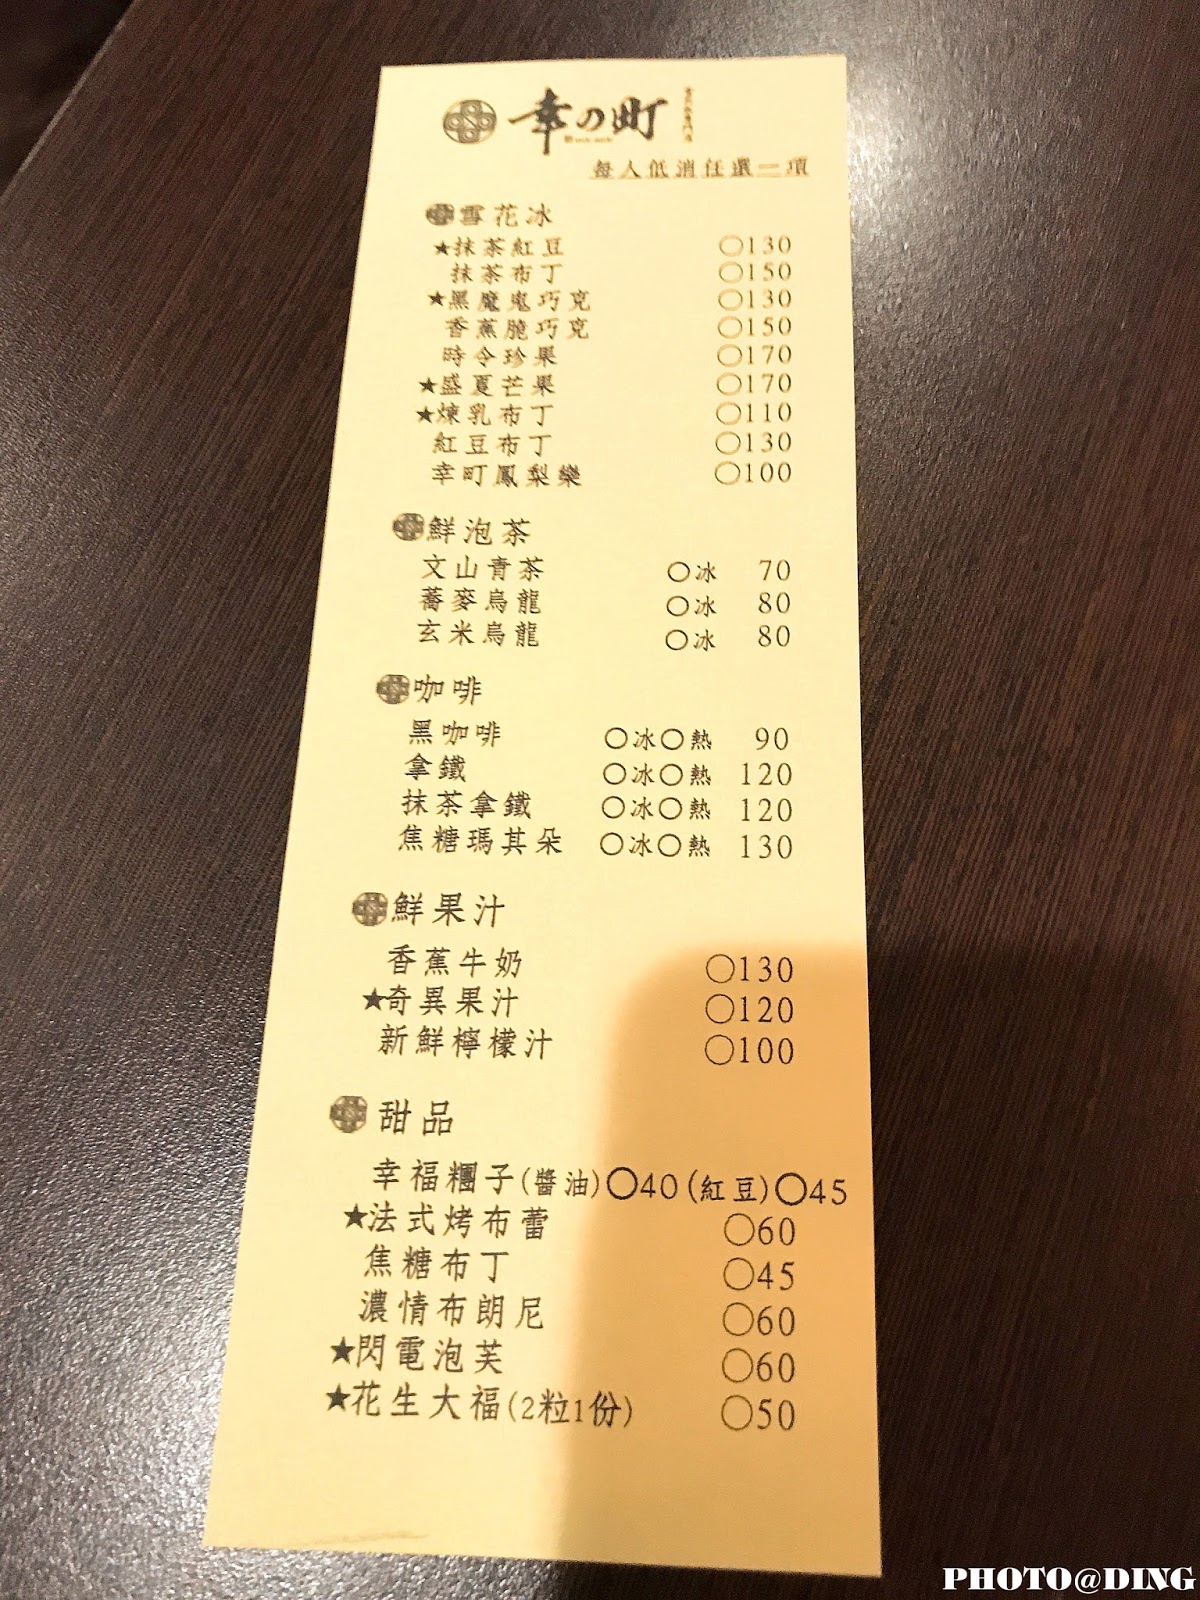 幸の町
每人低消任選一項
雪花冰
★抹茶紅豆 ○130
抹茶布丁 ○150
★黑魔鬼巧克 ○130
香蕉脆巧克 ○150
時令珍果 ○170
★盛夏芒果 ○170
★煉乳布丁 ○110
紅豆布丁 ○130
幸町鳳梨樂 ○100
鮮泡茶
文山青茶 ○冰 70
蕎麥烏龍 ○冰 80
玄米烏龍 ○冰 80
咖啡
黑咖啡 ○冰○熱 90
拿鐵 ○冰○熱 120
抹茶拿鐵 ○冰○熱 120
焦糖瑪其朵 ○冰○熱 130
鮮果汁
香蕉牛奶 ○130
★奇異果汁 ○120
新鮮檸檬汁 ○100
甜品
幸福糰子(醬油)○40(紅豆)○45
★法式烤布蕾 ○60
焦糖布丁 ○45
濃情布朗尼 ○60
★閃電泡芙 ○60
★花生大福(2粒1份) ○50
PHOTO@DING